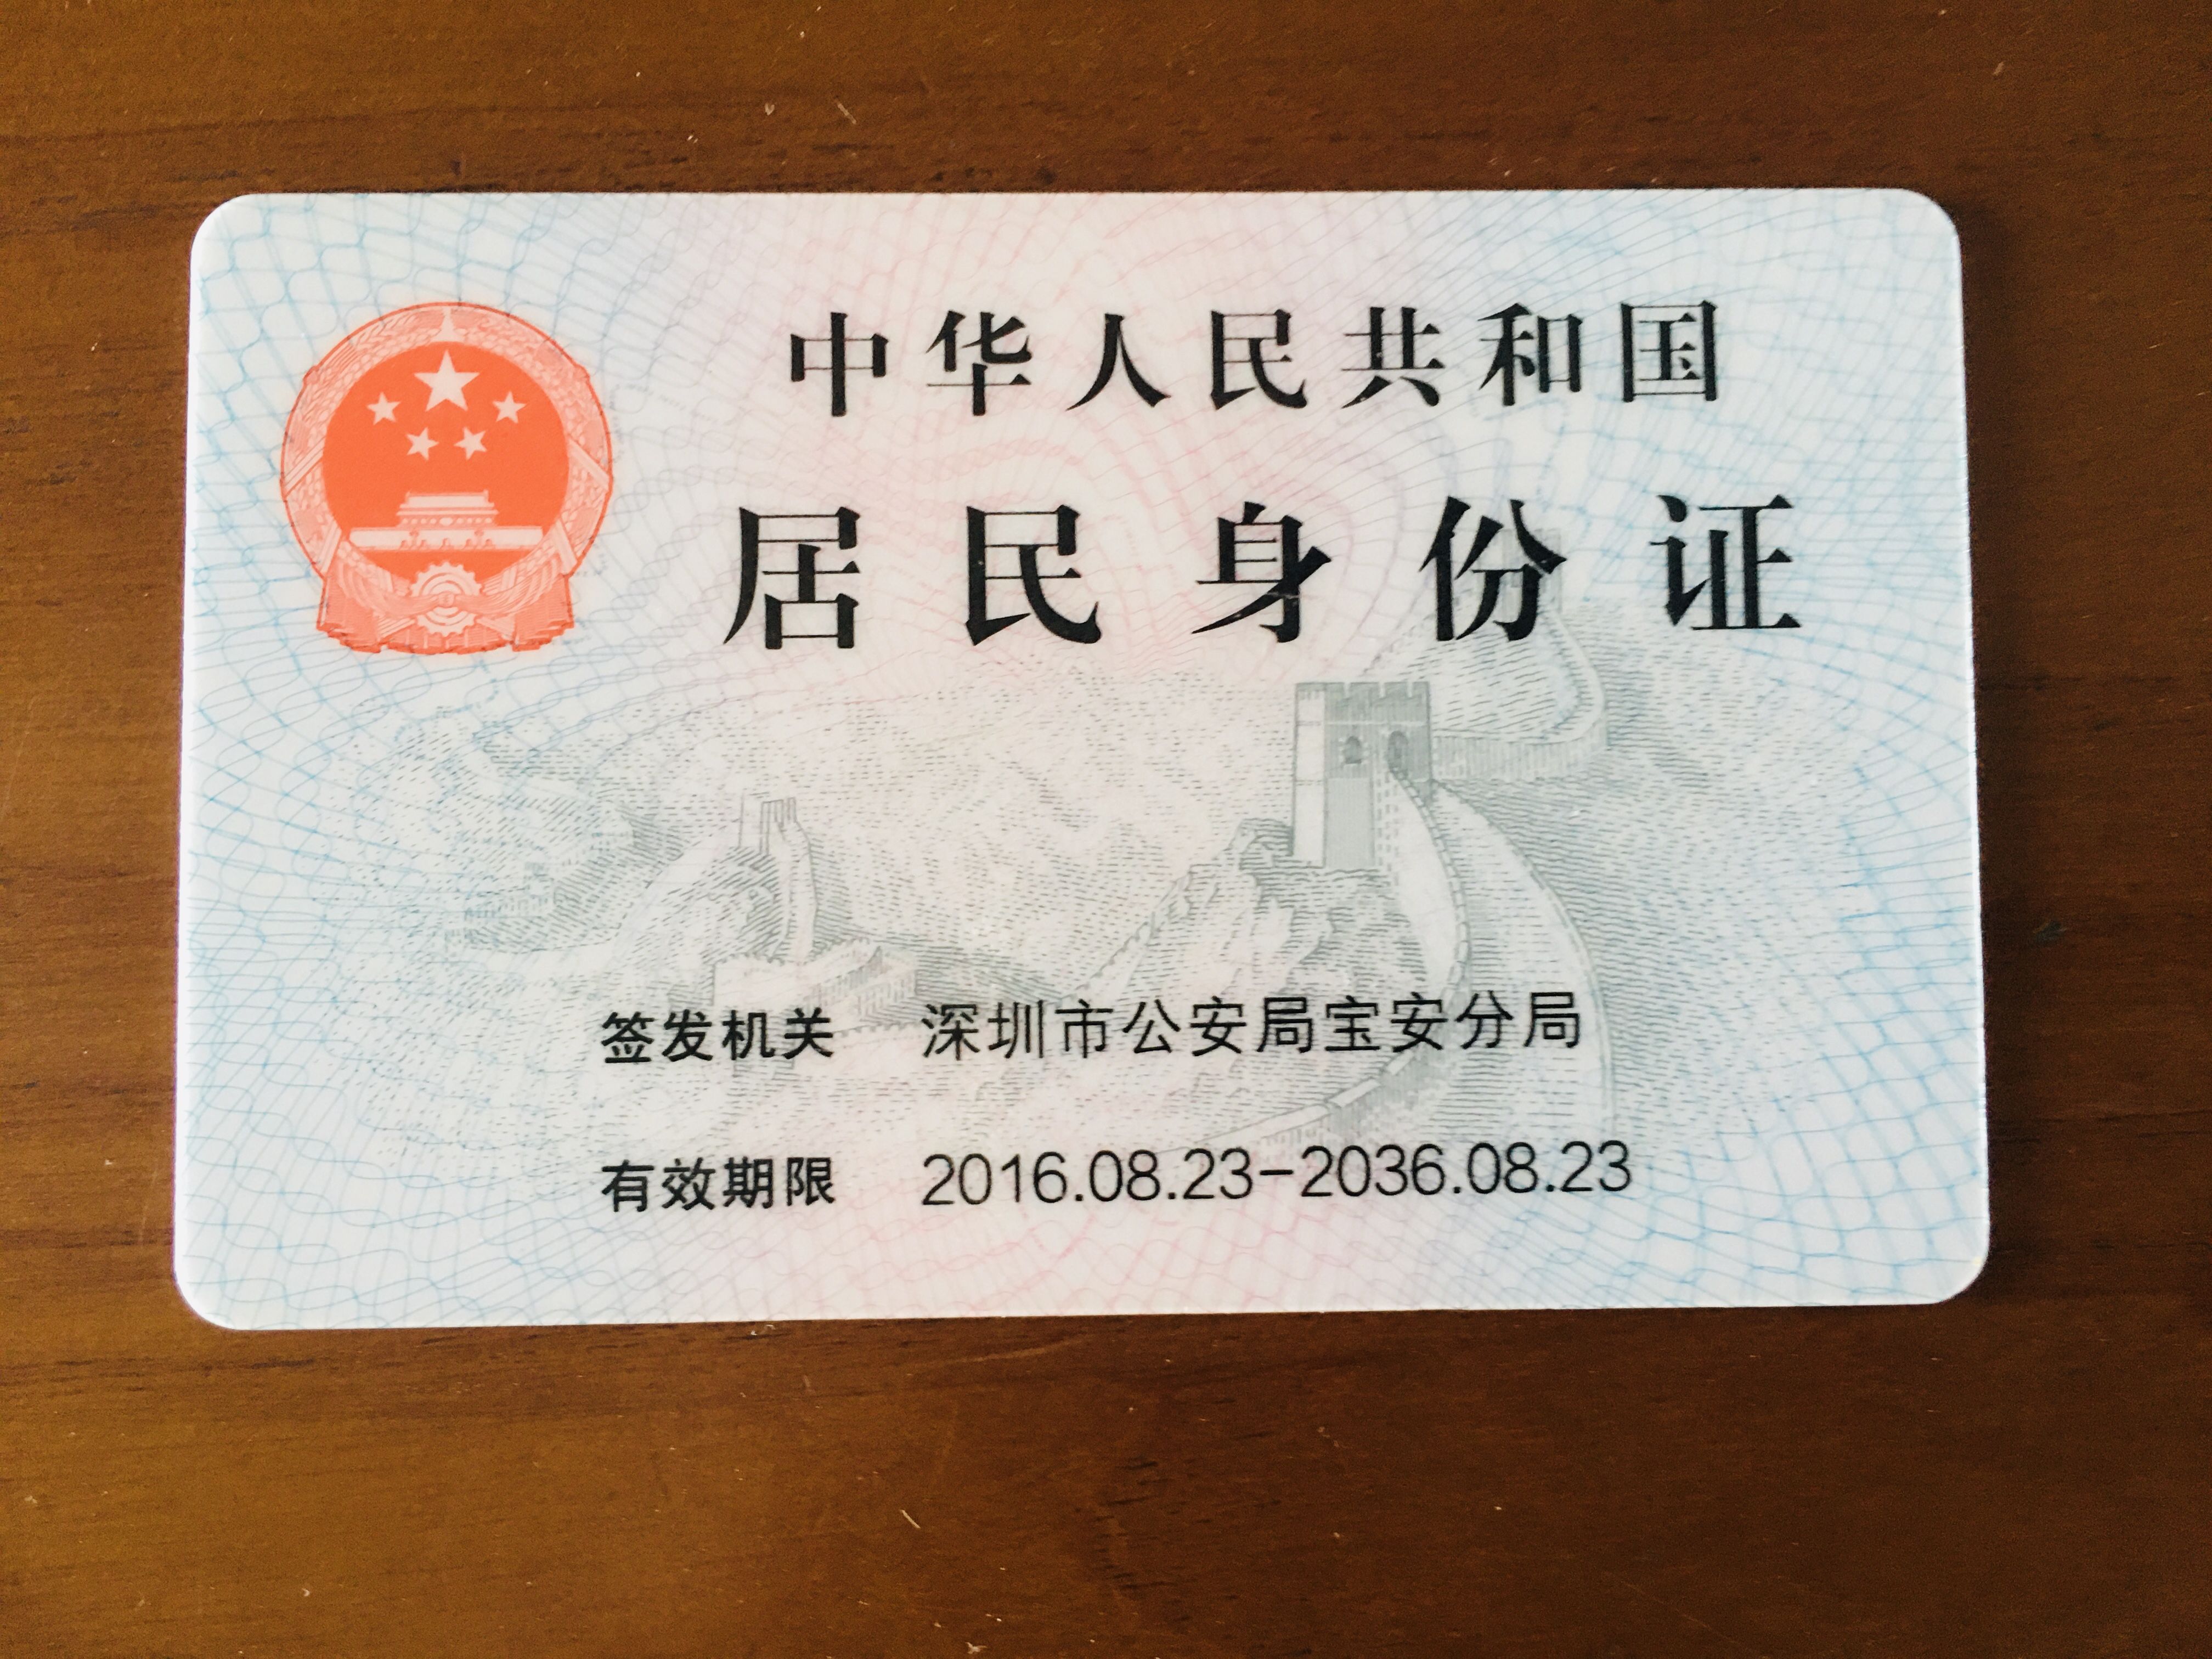 中华人民共和国
居民身份证
签发机关 深圳市公安局宝安分局
有效期限 2016.08.23-2036.08.23